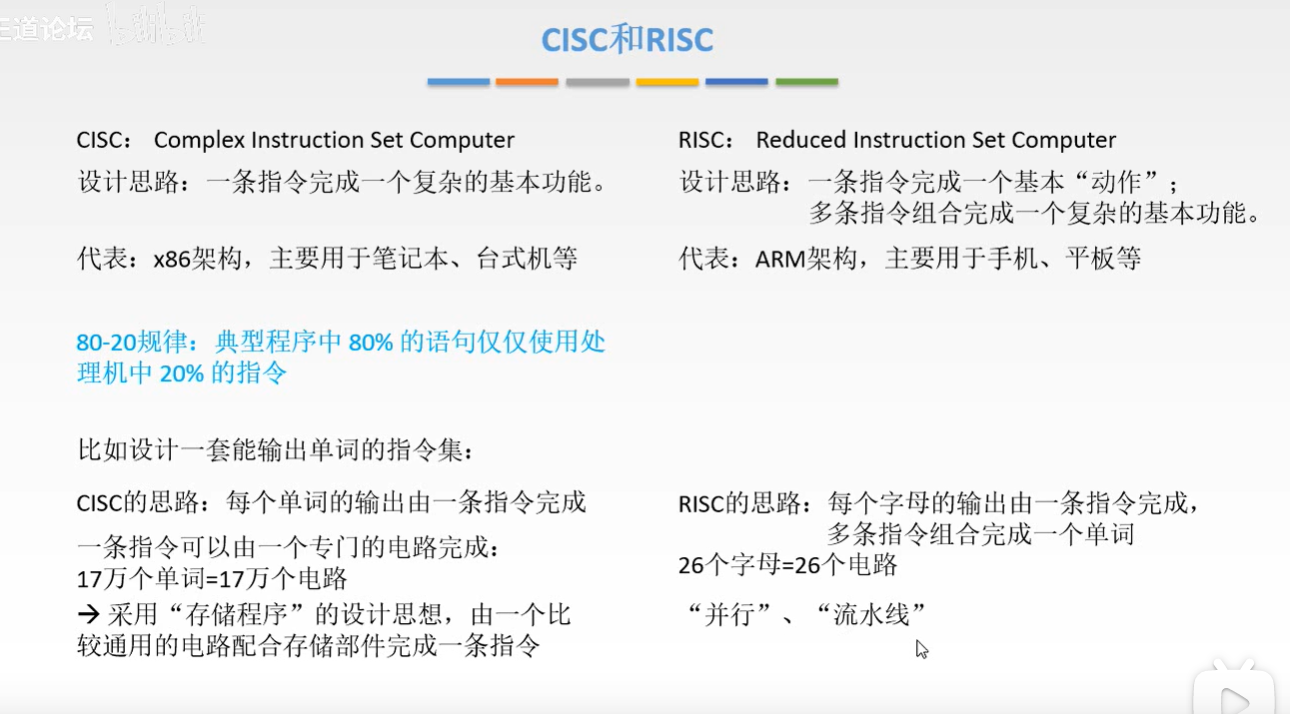 王道论坛 bilibili
CISC和RISC
CISC： Complex Instruction Set Computer
设计思路：一条指令完成一个复杂的基本功能。
代表：x86架构，主要用于笔记本、台式机等
80-20规律：典型程序中 80% 的语句仅仅使用处
理机中 20% 的指令
比如设计一套能输出单词的指令集：
CISC的思路：每个单词的输出由一条指令完成
一条指令可以由一个专门的电路完成：
17万个单词=17万个电路
→ 采用“存储程序”的设计思想，由一个比
较通用的电路配合存储部件完成一条指令
RISC： Reduced Instruction Set Computer
设计思路：一条指令完成一个基本“动作”；
多条指令组合完成一个复杂的基本功能。
代表：ARM架构，主要用于手机、平板等
RISC的思路：每个字母的输出由一条指令完成，
多条指令组合完成一个单词
26个字母=26个电路
“并行”、“流水线”